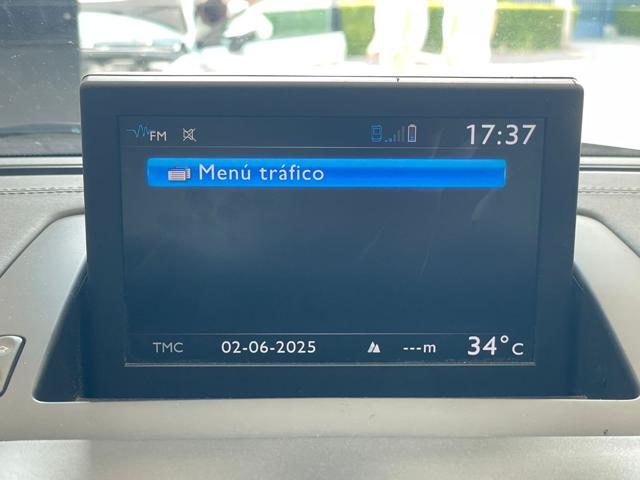 FM 17:37
Menú tráfico
TMC 02-06-2025 ---m 34°C